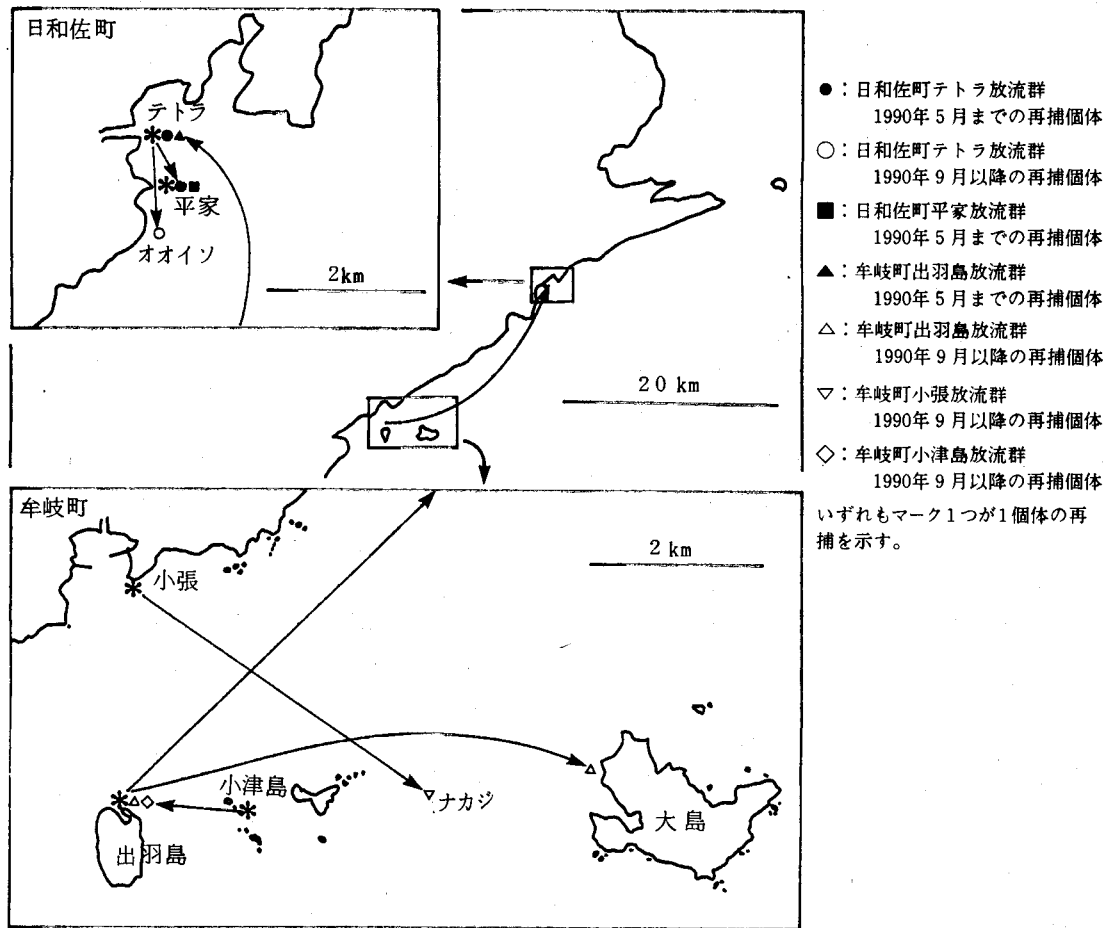 日和佐町
テトラ
平家
オオイソ
2km
20 km
●：日和佐町テトラ放流群
1990年5月までの再捕個体
○：日和佐町テトラ放流群
1990年9月以降の再捕個体
■：日和佐町平家放流群
1990年5月までの再捕個体
▲：牟岐町出羽島放流群
1990年5月までの再捕個体
△：牟岐町出羽島放流群
1990年9月以降の再捕個体
▽：牟岐町小張放流群
1990年9月以降の再捕個体
◇：牟岐町小津島放流群
1990年9月以降の再捕個体
いずれもマーク1つが1個体の再
捕を示す。
牟岐町
小張
2 km
小津島
ナカジ
大島
出羽島